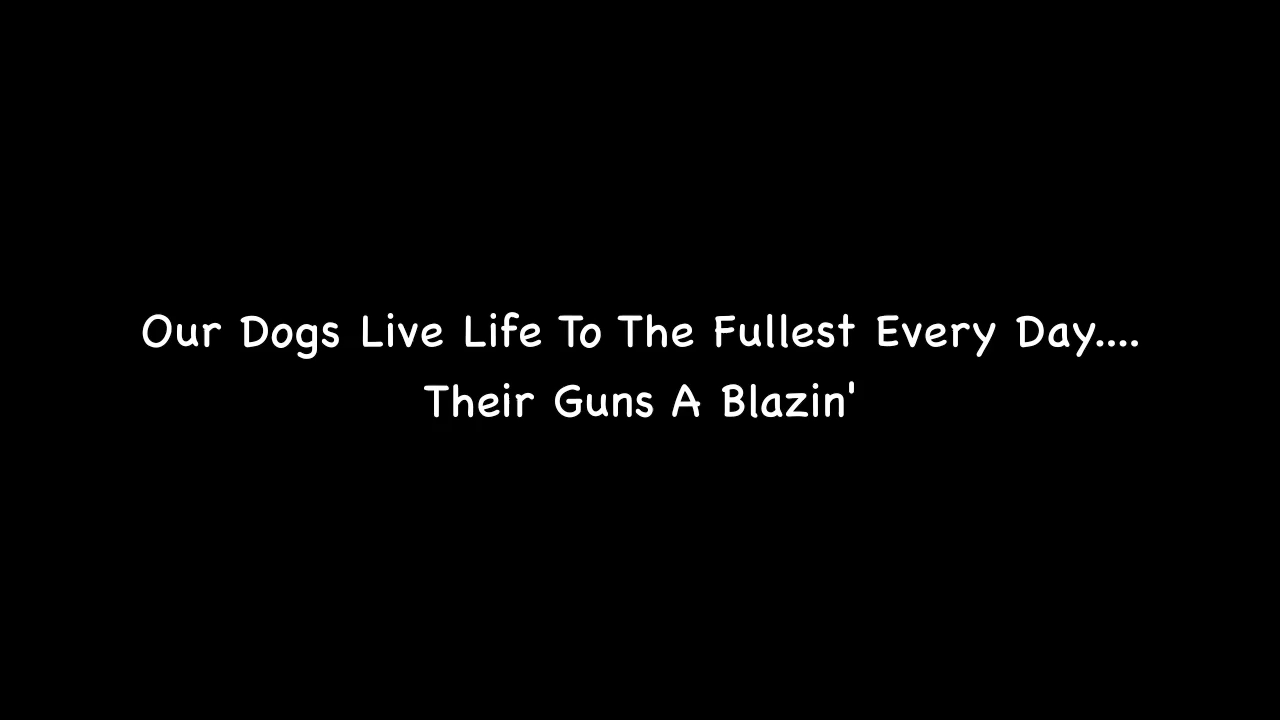 Our Dogs Live Life To The Fullest Every Day....
Their Guns A Blazin'